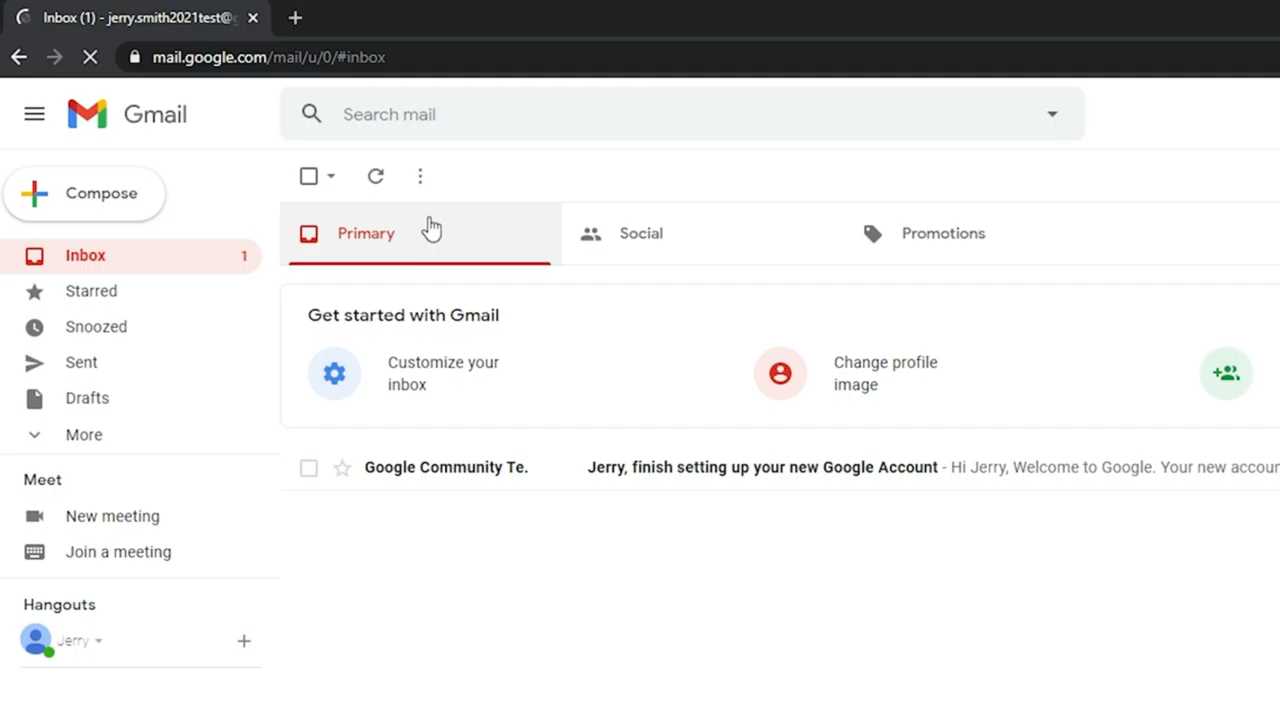 Inbox (1) - jerry.smith2021test@
mail.google.com/mail/u/0/#inbox
Gmail
Search mail
Compose
Primary
Social
Promotions
Inbox 1
Starred
Snoozed
Sent
Drafts
More
Get started with Gmail
Customize your
inbox
Change profile
image
Google Community Te. Jerry, finish setting up your new Google Account - Hi Jerry, Welcome to Google. Your new accoun
Meet
New meeting
Join a meeting
Hangouts
Jerry